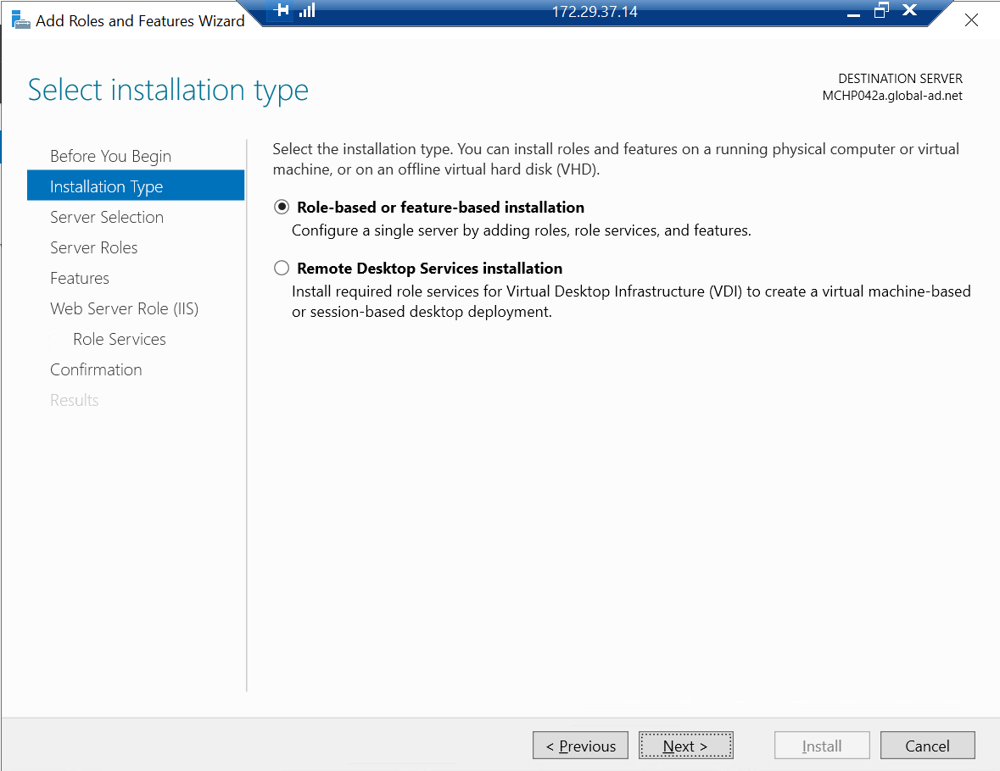 Add Roles and Features Wizard
172.29.37.14
Select installation type
DESTINATION SERVER
MCHP042a.global-ad.net
Before You Begin
Installation Type
Server Selection
Server Roles
Features
Web Server Role (IIS)
Role Services
Confirmation
Results
Select the installation type. You can install roles and features on a running physical computer or virtual
machine, or on an offline virtual hard disk (VHD).
Role-based or feature-based installation
Configure a single server by adding roles, role services, and features.
Remote Desktop Services installation
Install required role services for Virtual Desktop Infrastructure (VDI) to create a virtual machine-based
or session-based desktop deployment.
< Previous
Next >
Install
Cancel